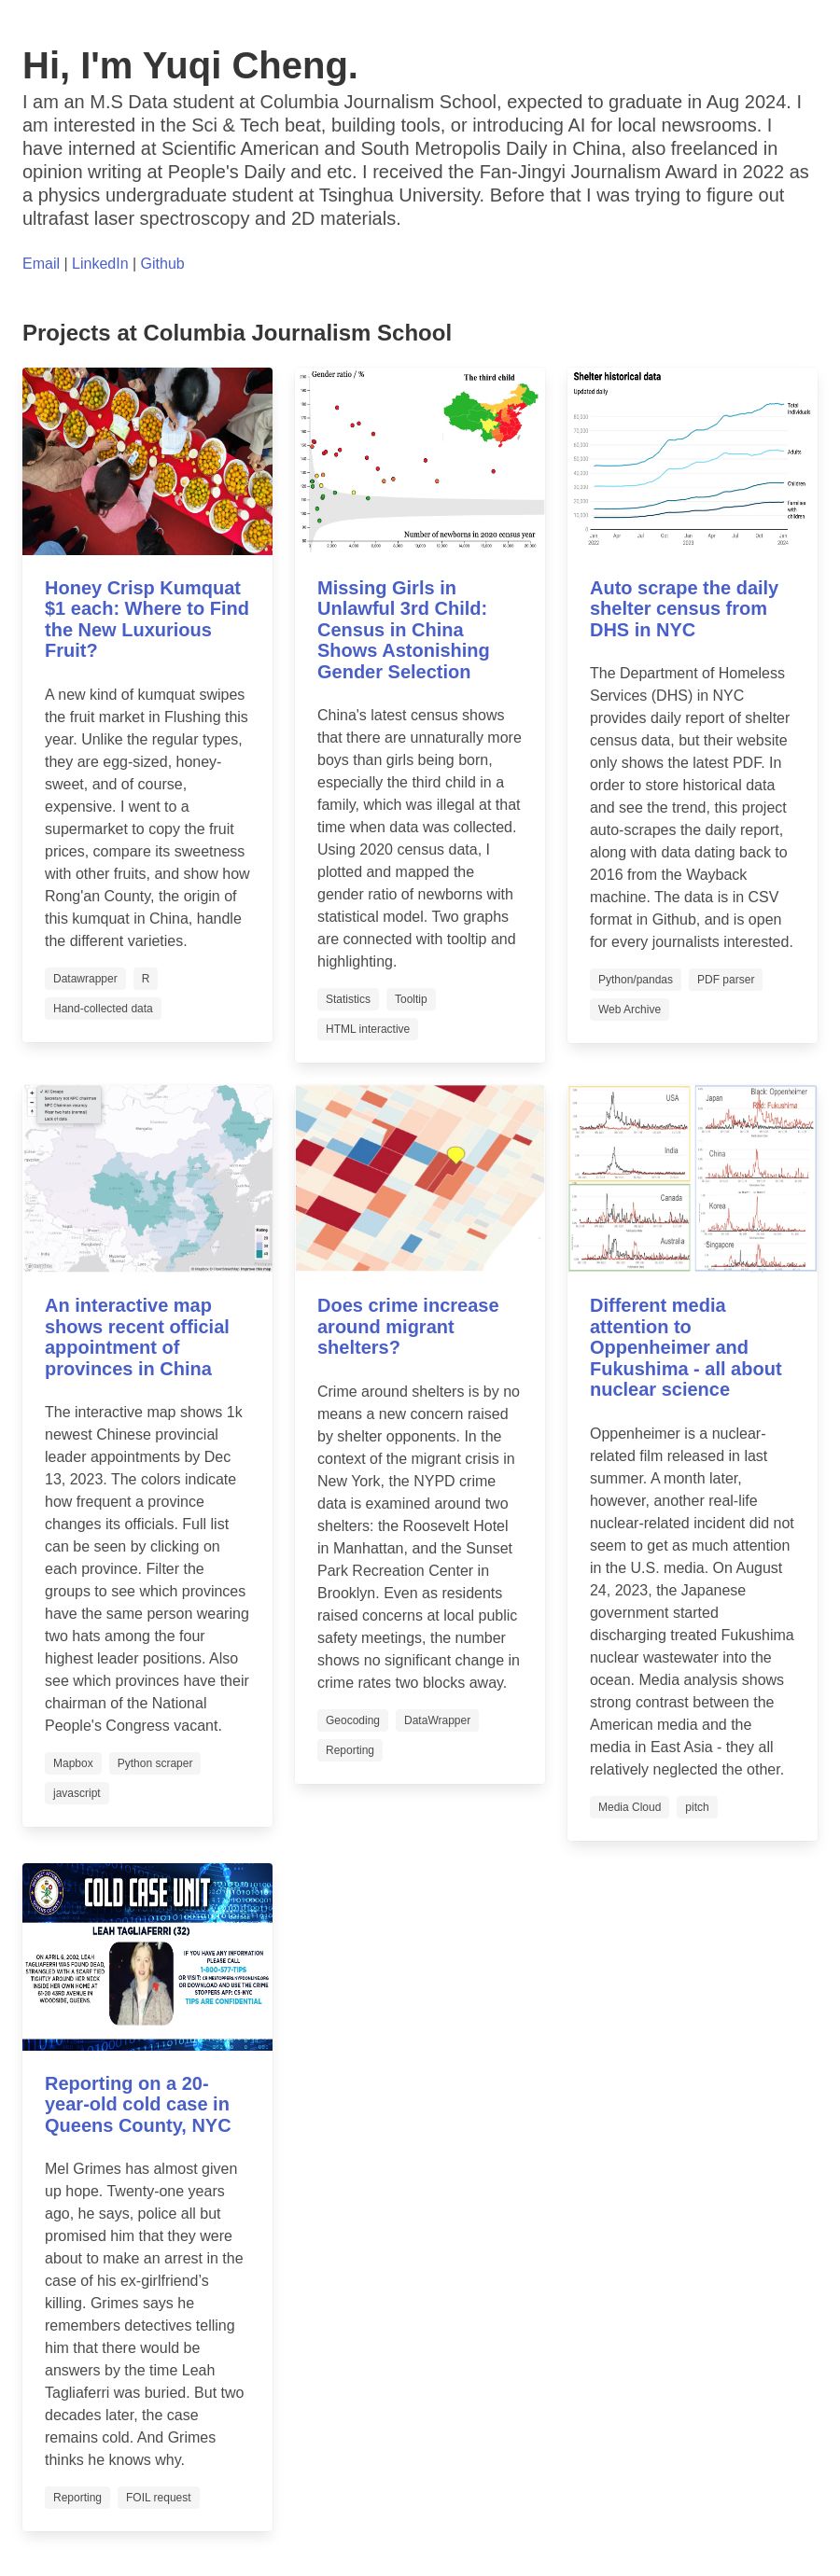 Hi, I'm Yuqi Cheng.
I am an M.S Data student at Columbia Journalism School, expected to graduate in Aug 2024. I
am interested in the Sci & Tech beat, building tools, or introducing AI for local newsrooms. I
have interned at Scientific American and South Metropolis Daily in China, also freelanced in
opinion writing at People's Daily and etc. I received the Fan-Jingyi Journalism Award in 2022 as
a physics undergraduate student at Tsinghua University. Before that I was trying to figure out
ultrafast laser spectroscopy and 2D materials.
Email | LinkedIn | Github
Projects at Columbia Journalism School
Honey Crisp Kumquat
$1 each: Where to Find
the New Luxurious
Fruit?
A new kind of kumquat swipes
the fruit market in Flushing this
year. Unlike the regular types,
they are egg-sized, honey-
sweet, and of course,
expensive. I went to a
supermarket to copy the fruit
prices, compare its sweetness
with other fruits, and show how
Rong'an County, the origin of
this kumquat in China, handle
the different varieties.
Datawrapper R
Hand-collected data
Gender ratio / %
The third child
Number of newborns in 2020 census year
Missing Girls in
Unlawful 3rd Child:
Census in China
Shows Astonishing
Gender Selection
China's latest census shows
that there are unnaturally more
boys than girls being born,
especially the third child in a
family, which was illegal at that
time when data was collected.
Using 2020 census data, I
plotted and mapped the
gender ratio of newborns with
statistical model. Two graphs
are connected with tooltip and
highlighting.
Statistics Tooltip
HTML interactive
Shelter historical data
Updated daily
Total
Individuals
Adults
Children
Families
with
children
80,000
70,000
60,000
50,000
40,000
30,000
20,000
10,000
0
Jan Apr Jul Oct Jan Apr Jul Oct Jan
2022 2023 2024
Auto scrape the daily
shelter census from
DHS in NYC
The Department of Homeless
Services (DHS) in NYC
provides daily report of shelter
census data, but their website
only shows the latest PDF. In
order to store historical data
and see the trend, this project
auto-scrapes the daily report,
along with data dating back to
2016 from the Wayback
machine. The data is in CSV
format in Github, and is open
for every journalists interested.
Python/pandas PDF parser
Web Archive
An interactive map
shows recent official
appointment of
provinces in China
The interactive map shows 1k
newest Chinese provincial
leader appointments by Dec
13, 2023. The colors indicate
how frequent a province
changes its officials. Full list
can be seen by clicking on
each province. Filter the
groups to see which provinces
have the same person wearing
two hats among the four
highest leader positions. Also
see which provinces have their
chairman of the National
People's Congress vacant.
Mapbox Python scraper
javascript
Does crime increase
around migrant
shelters?
Crime around shelters is by no
means a new concern raised
by shelter opponents. In the
context of the migrant crisis in
New York, the NYPD crime
data is examined around two
shelters: the Roosevelt Hotel
in Manhattan, and the Sunset
Park Recreation Center in
Brooklyn. Even as residents
raised concerns at local public
safety meetings, the number
shows no significant change in
crime rates two blocks away.
Geocoding DataWrapper
Reporting
USA
India
Canada
Australia
Black: Oppenheimer
Red: Fukushima
Japan
China
Korea
Singapore
Different media
attention to
Oppenheimer and
Fukushima - all about
nuclear science
Oppenheimer is a nuclear-
related film released in last
summer. A month later,
however, another real-life
nuclear-related incident did not
seem to get as much attention
in the U.S. media. On August
24, 2023, the Japanese
government started
discharging treated Fukushima
nuclear wastewater into the
ocean. Media analysis shows
strong contrast between the
American media and the
media in East Asia - they all
relatively neglected the other.
Media Cloud pitch
COLD CASE UNIT
LEAH TAGLIAFERRI (32)
ON APRIL 6, 2002, LEAH
TAGLIAFERRI WAS FOUND DEAD,
STRANGLED WITH A SCARF TIED
TIGHTLY AROUND HER NECK
INSIDE HER OWN HOME AT
61-20 43RD AVENUE IN
WOODSIDE, QUEENS.
IF YOU HAVE ANY INFORMATION
PLEASE CALL
1-800-577-TIPS
OR VISIT: CRIMESTOPPERS.NYPDONLINE.ORG
OR DOWNLOAD AND USE THE CRIME
STOPPERS APP: CS-NYC
TIPS ARE CONFIDENTIAL
Reporting on a 20-
year-old cold case in
Queens County, NYC
Mel Grimes has almost given
up hope. Twenty-one years
ago, he says, police all but
promised him that they were
about to make an arrest in the
case of his ex-girlfriend’s
killing. Grimes says he
remembers detectives telling
him that there would be
answers by the time Leah
Tagliaferri was buried. But two
decades later, the case
remains cold. And Grimes
thinks he knows why.
Reporting FOIL request